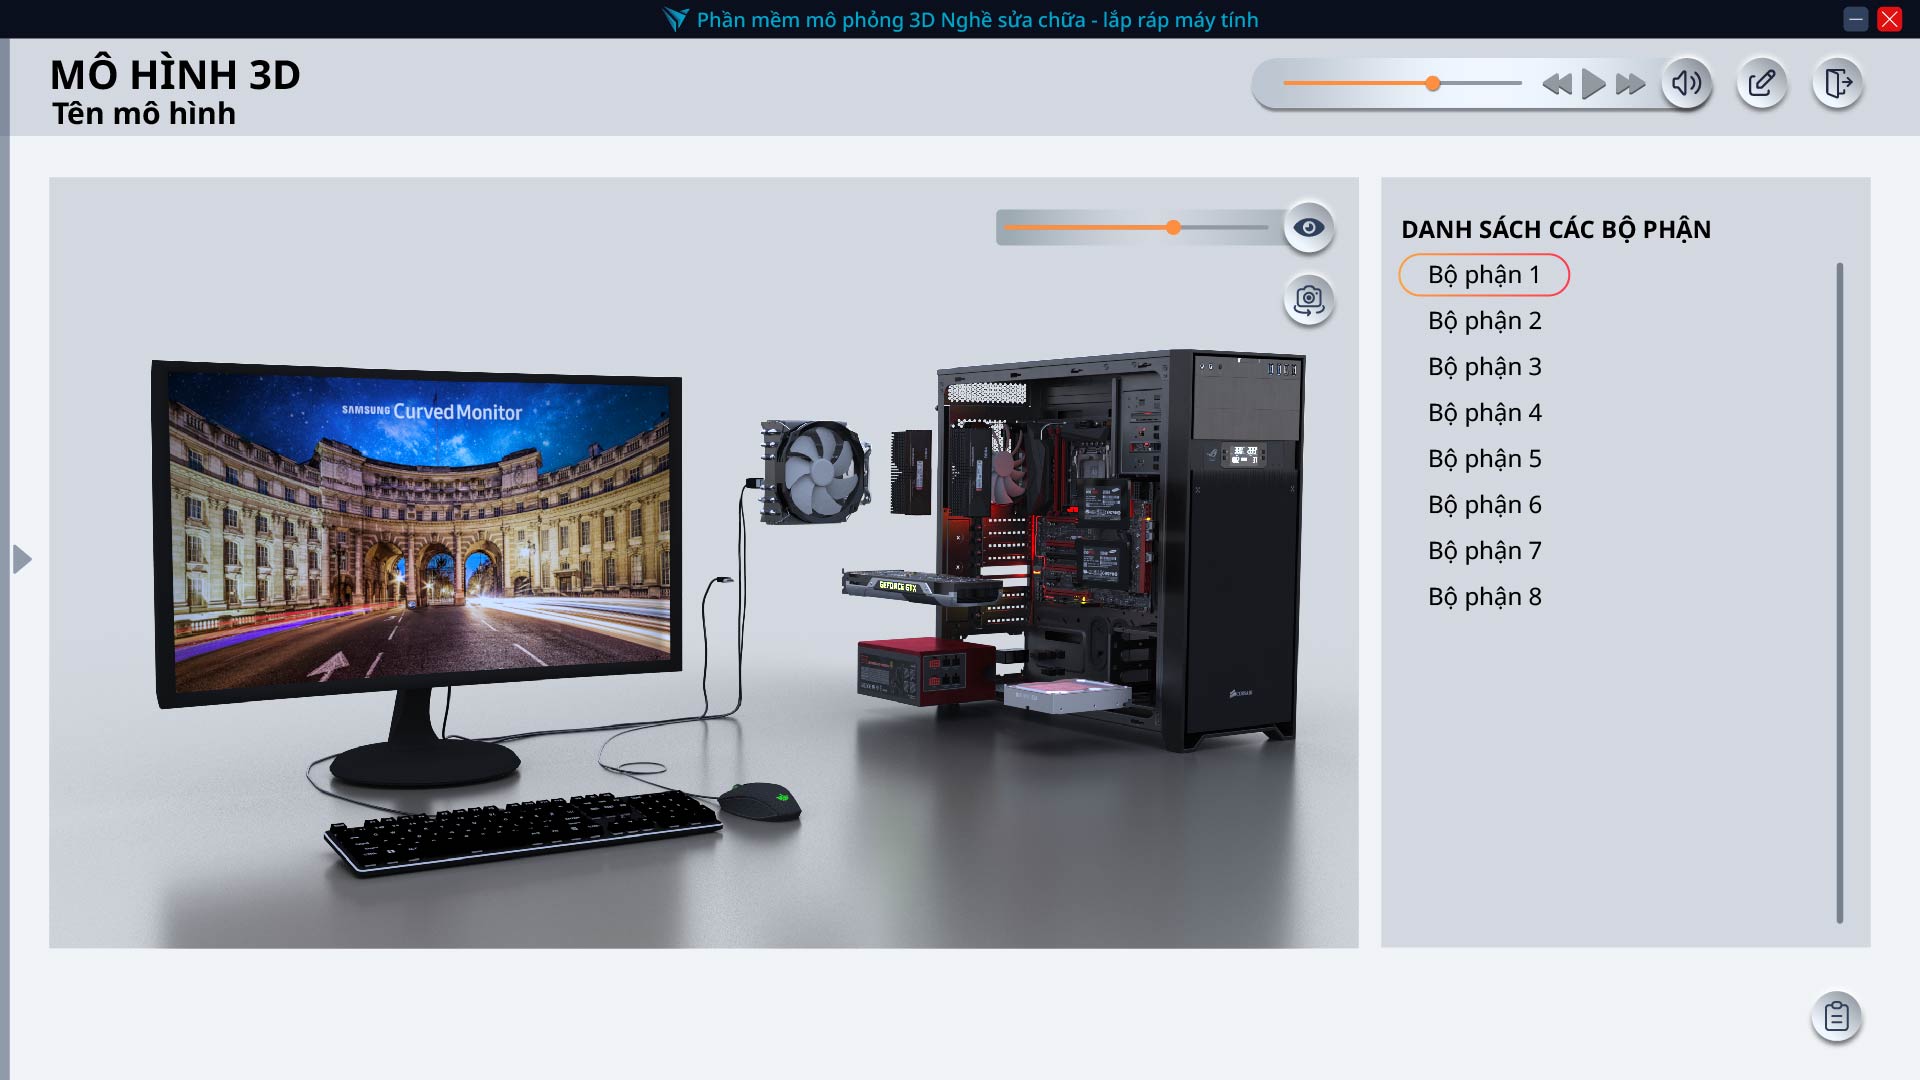 Phần mềm mô phỏng 3D Nghề sửa chữa - lắp ráp máy tính
MÔ HÌNH 3D
Tên mô hình
DANH SÁCH CÁC BỘ PHẬN
Bộ phận 1
Bộ phận 2
Bộ phận 3
Bộ phận 4
Bộ phận 5
Bộ phận 6
Bộ phận 7
Bộ phận 8
SAMSUNG Curved Monitor
GEFORCE GTX
CORSAIR